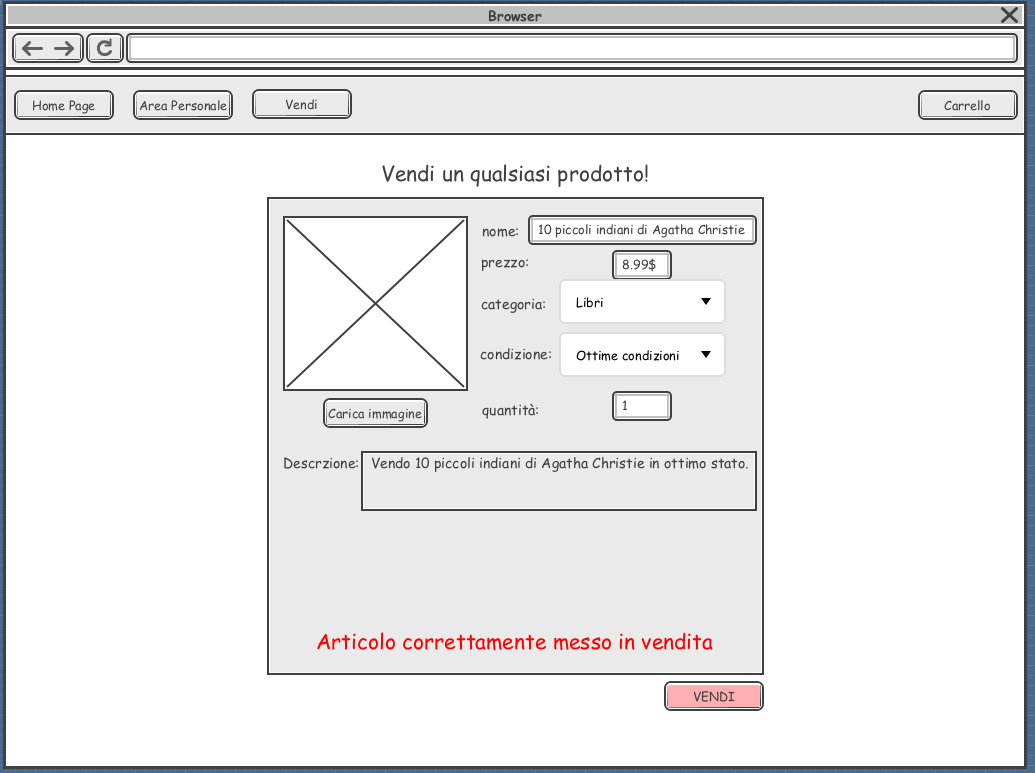 Browser
Home Page Area Personale Vendi Carrello
Vendi un qualsiasi prodotto!
nome: 10 piccoli indiani di Agatha Christie
prezzo: 8.99$
categoria: Libri
condizione: Ottime condizioni
Carica immagine quantità: 1
Descrzione: Vendo 10 piccoli indiani di Agatha Christie in ottimo stato.
Articolo correttamente messo in vendita
VENDI